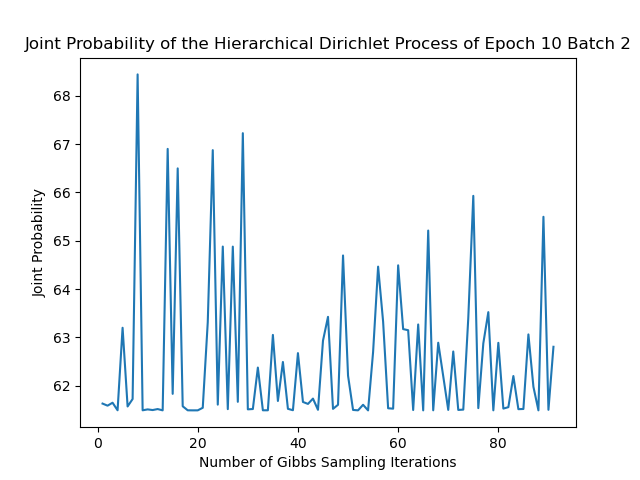 Joint Probability of the Hierarchical Dirichlet Process of Epoch 10 Batch 2
68
67
66
65
64
63
62
Joint Probability
0 20 40 60 80
Number of Gibbs Sampling Iterations